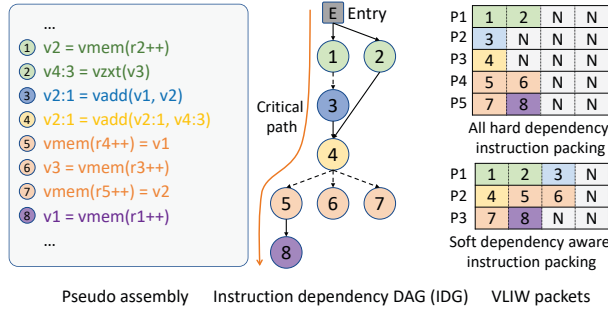 ...
1 v2 = vmem(r2++)
2 v4:3 = vzxt(v3)
3 v2:1 = vadd(v1, v2)
4 v2:1 = vadd(v2:1, v4:3)
5 vmem(r4++) = v1
6 v3 = vmem(r3++)
7 vmem(r5++) = v2
8 v1 = vmem(r1++)
...
Pseudo assembly
E Entry
1 2
Critical
path
3
4
5 6 7
8
Instruction dependency DAG (IDG)
P1 1 2 N N
P2 3 N N N
P3 4 N N N
P4 5 6 N N
P5 7 8 N N
All hard dependency
instruction packing
P1 1 2 3 N
P2 4 5 6 N
P3 7 8 N N
Soft dependency aware
instruction packing
VLIW packets